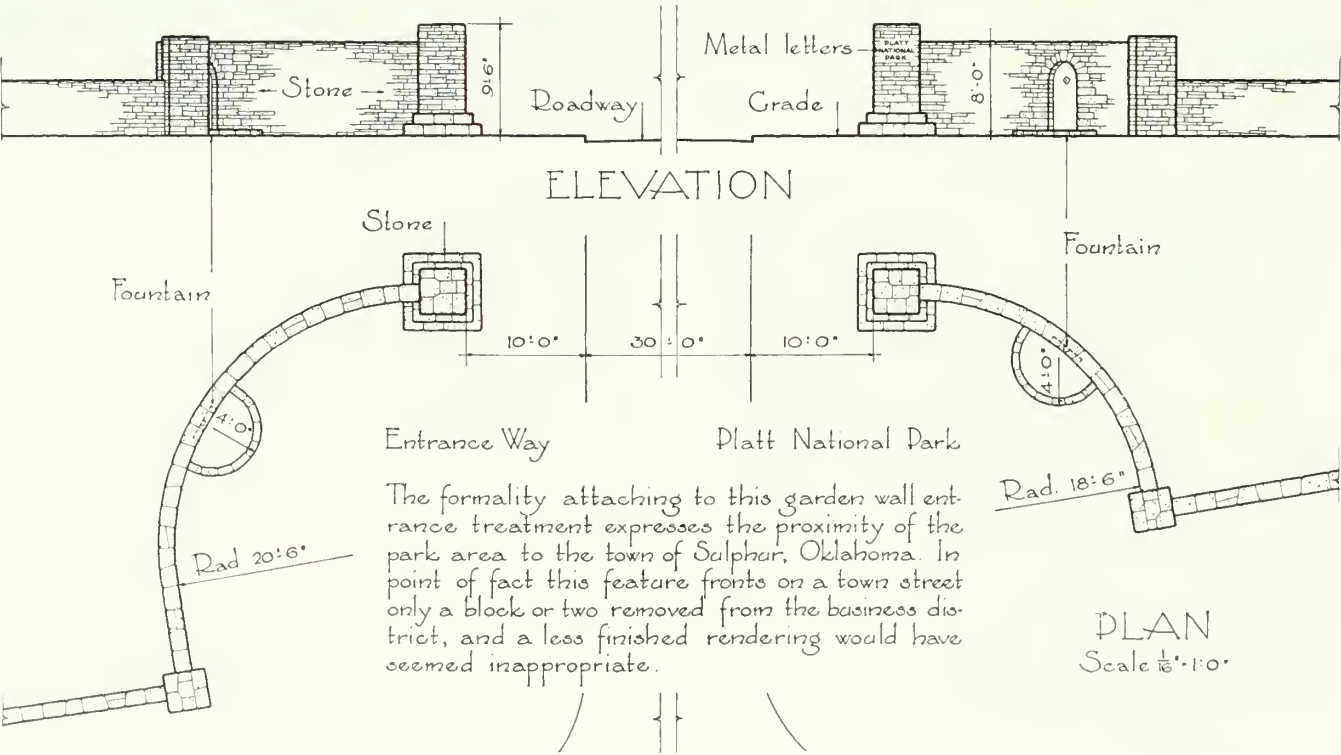 Metal letters
PLATT
NATIONAL
PARK
Stone
9'-6"
Roadway
Grade
8'-0"
ELEVATION
Stone
Fountain
Fountain
10'-0"
30'-0"
10'-0"
4'-0"
4'-0"
Entrance Way
Platt National Park
Rad. 18'-6"
Rad 20'-6"
The formality attaching to this garden wall ent-
rance treatment expresses the proximity of the
park area to the town of Sulphur, Oklahoma. In
point of fact this feature fronts on a town street
only a block or two removed from the business dis-
trict, and a less finished rendering would have
seemed inappropriate.
PLAN
Scale 1/16"=1'-0"